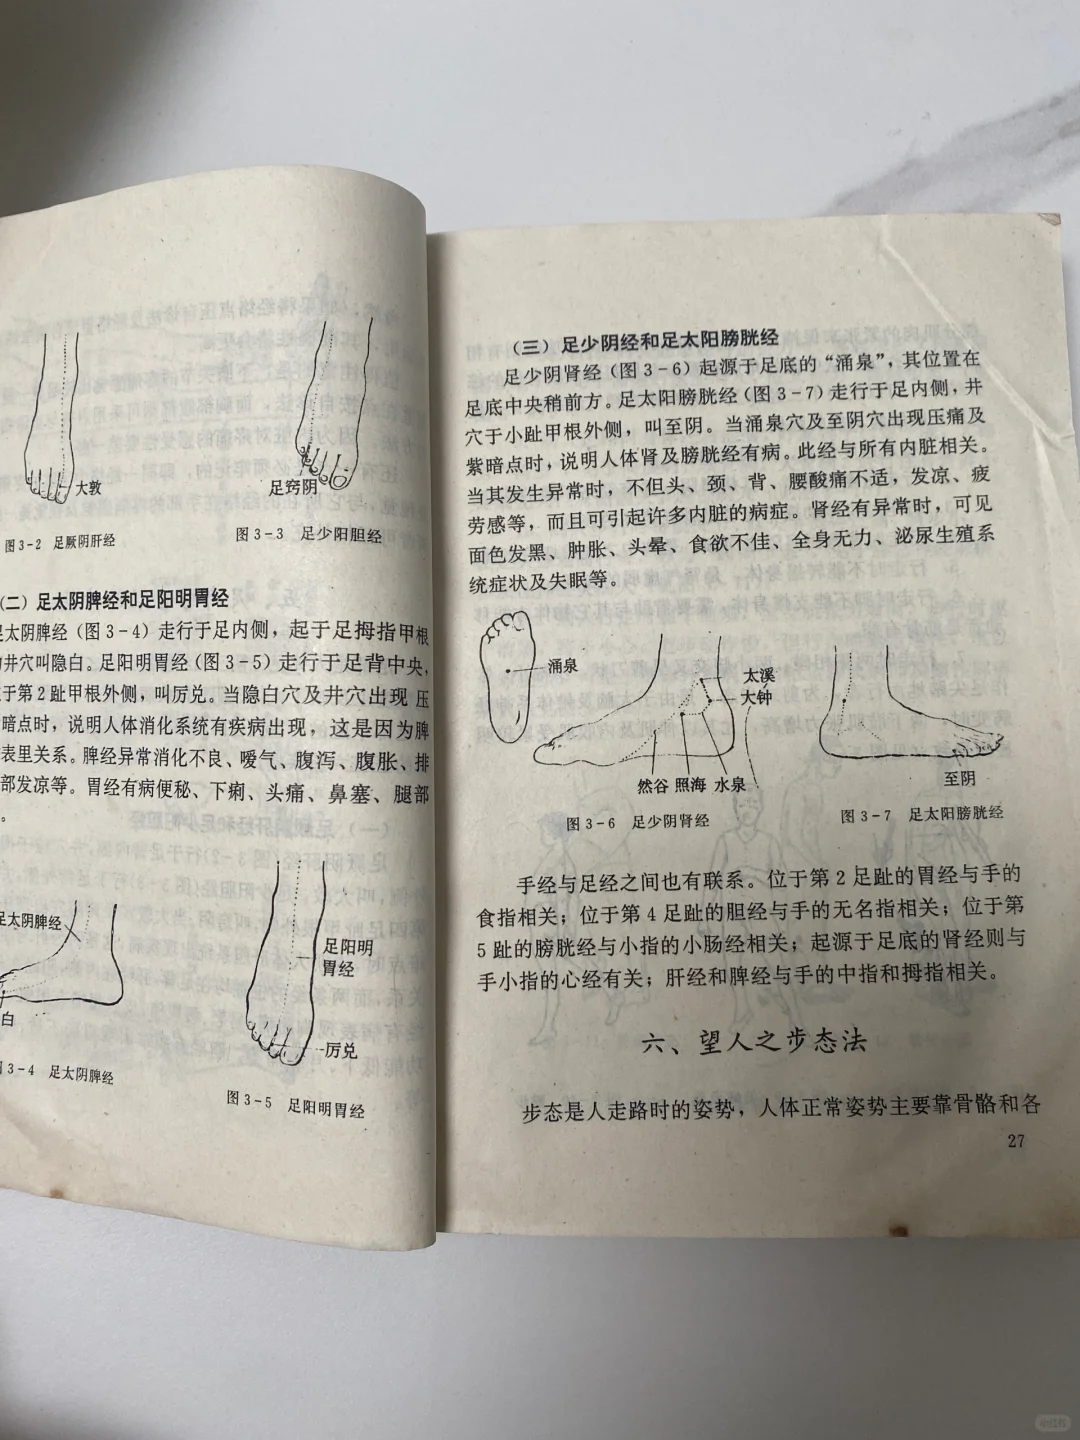 大敦
足窍阴
图3-2 足厥阴肝经
图3-3 足少阳胆经
(二) 足太阴脾经和足阳明胃经
足太阴脾经 (图3-4) 走行于足内侧，起于足拇指甲根
的井穴叫隐白。足阳明胃经 (图3-5) 走行于足背中央，
于第2趾甲根外侧，叫厉兑。当隐白穴及井穴出现 压
暗点时，说明人体消化系统有疾病出现，这是因为脾
表里关系。脾经异常消化不良、嗳气、腹泻、腹胀、排
部发凉等。胃经有病便秘、下痢、头痛、鼻塞、腿部
。
足太阴脾经
白
图3-4 足太阴脾经
足阳明
胃经
厉兑
图3-5 足阳明胃经
(三) 足少阴经和足太阳膀胱经
足少阴肾经 (图3-6) 起源于足底的“涌泉”，其位置在
足底中央稍前方。足太阳膀胱经 (图3-7) 走行于足内侧，井
穴于小趾甲根外侧，叫至阴。当涌泉穴及至阴穴出现压痛及
紫暗点时，说明人体肾及膀胱经有病。此经与所有内脏相关。
当其发生异常时，不但头、颈、背、腰酸痛不适，发凉、疲
劳感等，而且可引起许多内脏的病症。肾经有异常时，可见
面色发黑、肿胀、头晕、食欲不佳、全身无力、泌尿生殖系
统症状及失眠等。
涌泉
太溪
大钟
然谷 照海 水泉
图3-6 足少阴肾经
至阴
图3-7 足太阳膀胱经
手经与足经之间也有联系。位于第2足趾的胃经与手的
食指相关；位于第4足趾的胆经与手的无名指相关；位于第
5趾的膀胱经与小指的小肠经相关；起源于足底的肾经则与
手小指的心经有关；肝经和脾经与手的中指和拇指相关。
六、望人之步态法
步态是人走路时的姿势，人体正常姿势主要靠骨骼和各
27
小红书